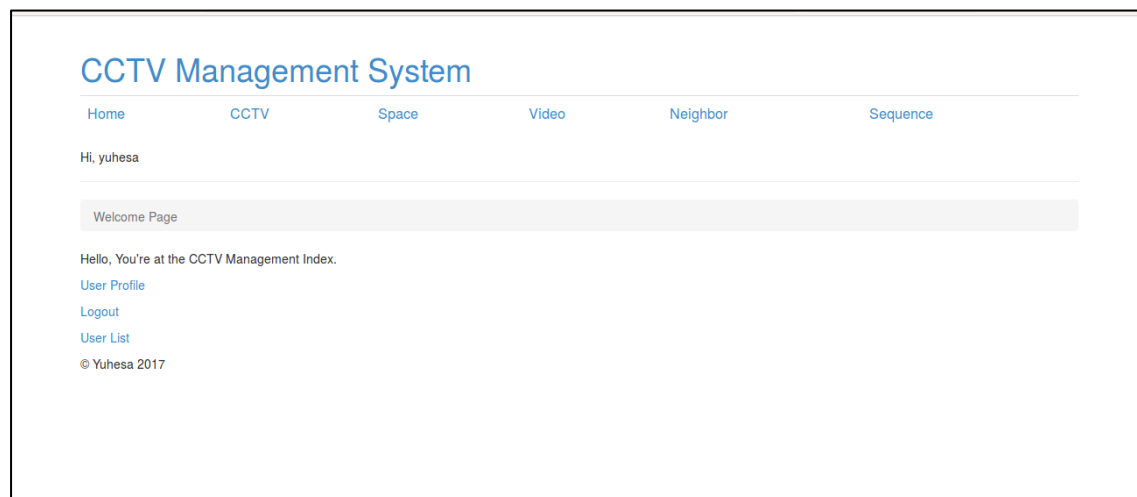 CCTV Management System
Home CCTV Space Video Neighbor Sequence
Hi, yuhesa
Welcome Page
Hello, You're at the CCTV Management Index.
User Profile
Logout
User List
© Yuhesa 2017